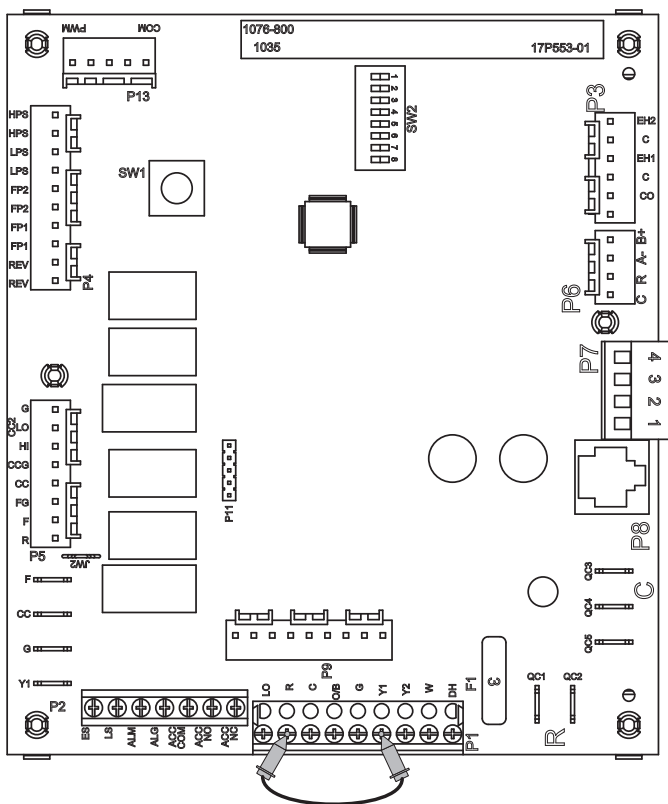 PWM COM
P13
1076-800
1035 17P553-01
1
2
3
4
5
6
7
8
SW2
SW1
HPS
HPS
LPS
LPS
FP2
FP2
FP1
FP1
REV
REV
P4
P3
EH2
C
EH1
C
CO
B+
A-
R
C
P6
P7
4
3
2
1
P8
G
CC2
LO
HI
CCG
CC
FG
F
R
P5
JW2
P11
F
CC
G
Y1
P2
ES
LS
ALM
ALG
ACC COM
ACC NO
ACC NC
P9
LO R C O/B G Y1 Y2 W DH
P1
F1
3
QC3
QC4
QC5
C
QC1 QC2
R